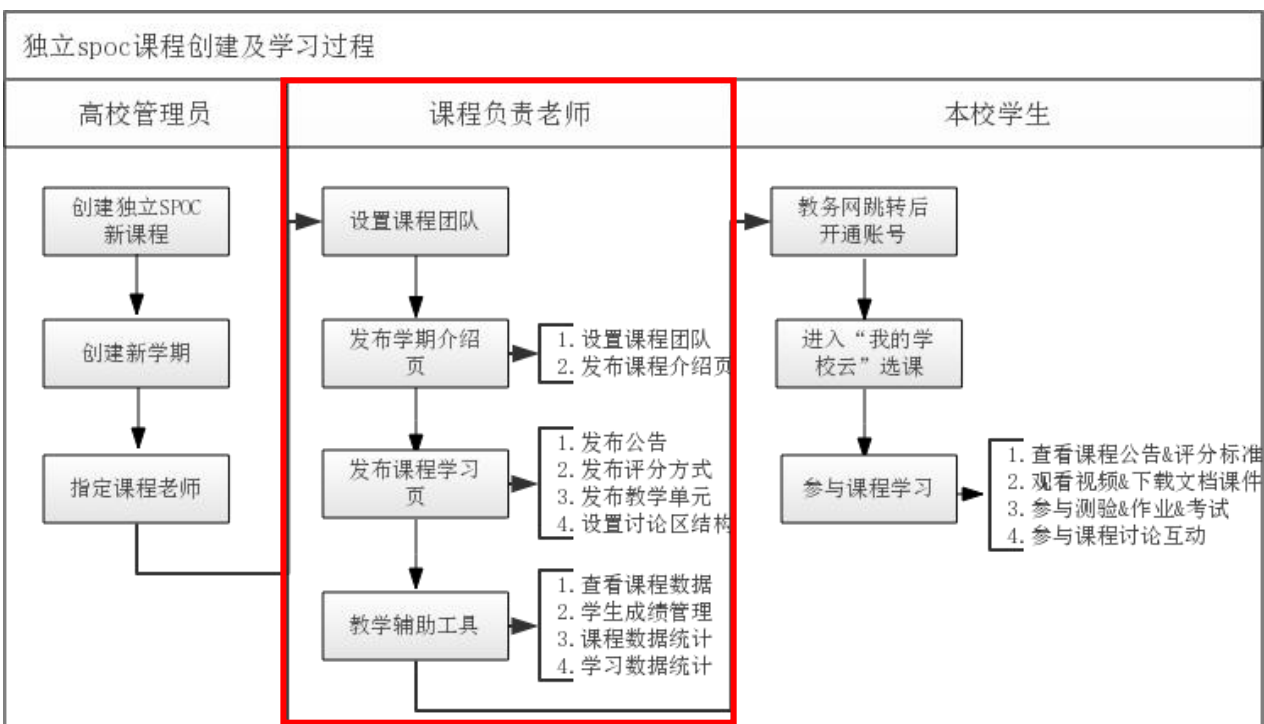 独立spoc课程创建及学习过程
高校管理员
课程负责老师
本校学生
创建独立SPOC
新课程
创建新学期
指定课程老师
设置课程团队
发布学期介绍
页
1. 设置课程团队
2. 发布课程介绍页
发布课程学习
页
1. 发布公告
2. 发布评分方式
3. 发布教学单元
4. 设置讨论区结构
教学辅助工具
1. 查看课程数据
2. 学生成绩管理
3. 课程数据统计
4. 学习数据统计
教务网跳转后
开通账号
进入“我的学
校云”选课
参与课程学习
1. 查看课程公告&评分标准
2. 观看视频&下载文档课件
3. 参与测验&作业&考试
4. 参与课程讨论互动